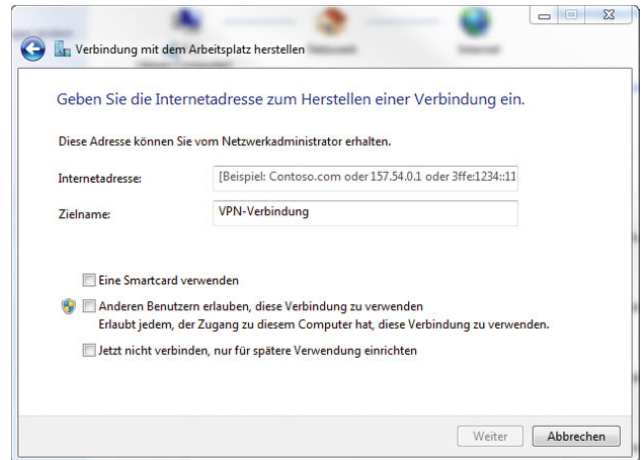 Verbindung mit dem Arbeitsplatz herstellen
Geben Sie die Internetadresse zum Herstellen einer Verbindung ein.
Diese Adresse können Sie vom Netzwerkadministrator erhalten.
Internetadresse:
[Beispiel: Contoso.com oder 157.54.0.1 oder 3ffe:1234::11
Zielname:
VPN-Verbindung
Eine Smartcard verwenden
Anderen Benutzern erlauben, diese Verbindung zu verwenden
Erlaubt jedem, der Zugang zu diesem Computer hat, diese Verbindung zu verwenden.
Jetzt nicht verbinden, nur für spätere Verwendung einrichten
Weiter
Abbrechen